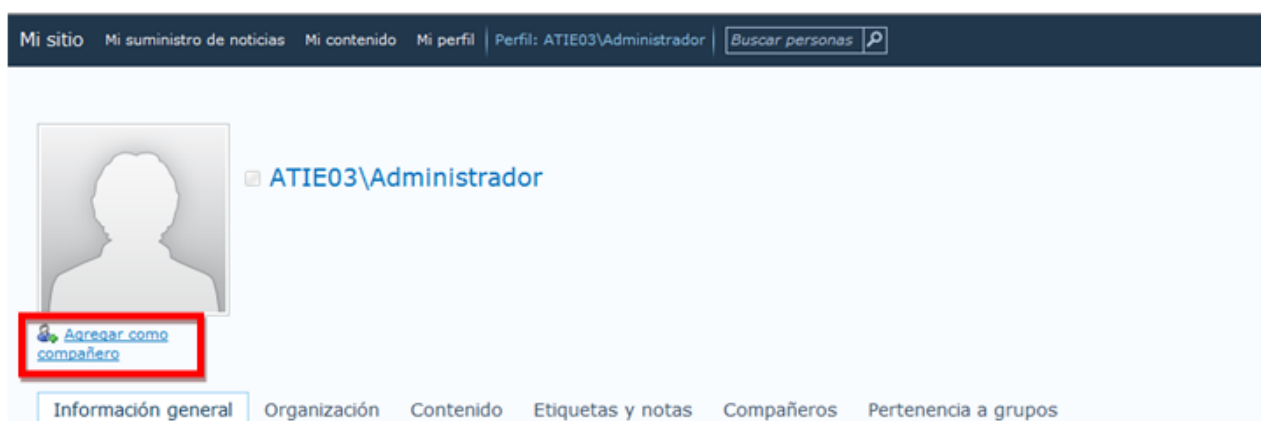 Mi sitio Mi suministro de noticias Mi contenido Mi perfil Perfil: ATIE03\Administrador Buscar personas
ATIE03\Administrador
Agregar como
compañero
Información general Organización Contenido Etiquetas y notas Compañeros Pertenencia a grupos